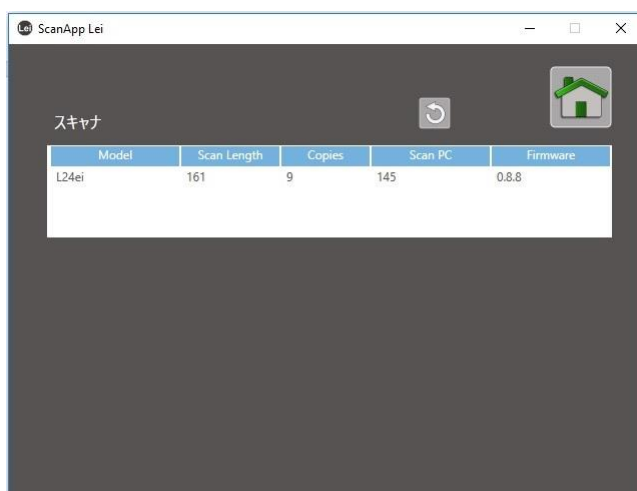 Lei ScanApp Lei
スキャナ
Model Scan Length Copies Scan PC Firmware
L24ei 161 9 145 0.8.8